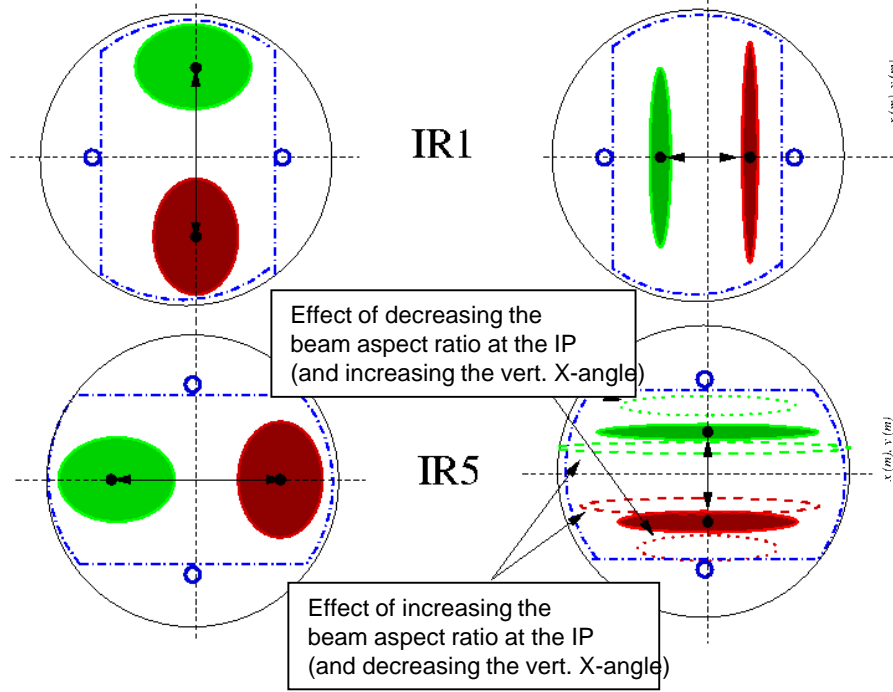 IR1
x (m), y (m)
Effect of decreasing the
beam aspect ratio at the IP
(and increasing the vert. X-angle)
IR5
x (m), y (m)
Effect of increasing the
beam aspect ratio at the IP
(and decreasing the vert. X-angle)